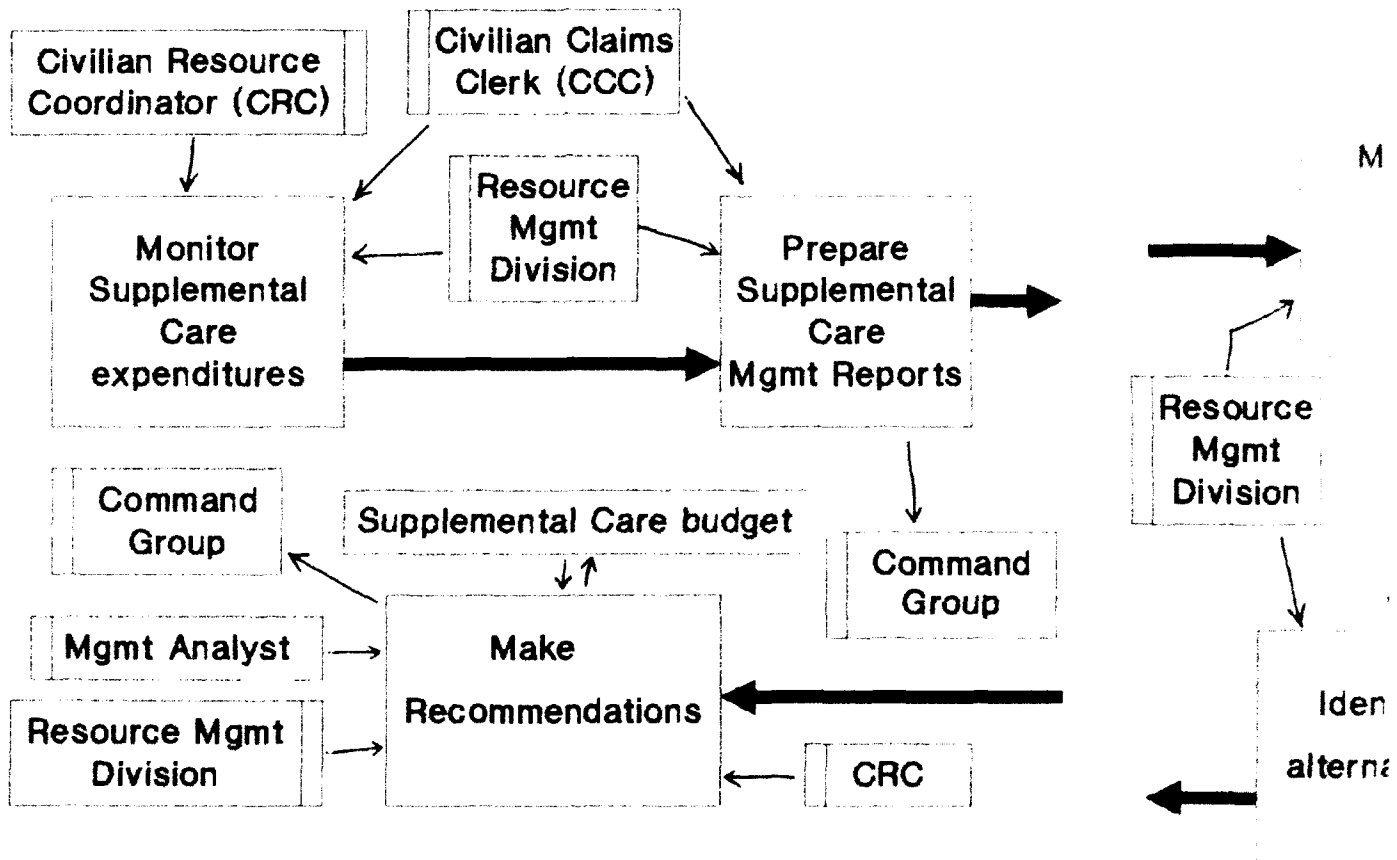 Civilian Resource
Coordinator (CRC)
Civilian Claims
Clerk (CCC)
Resource
Mgmt
Division
Monitor
Supplemental
Care
expenditures
Prepare
Supplemental
Care
Mgmt Reports
M
Resource
Mgmt
Division
Command
Group
Supplemental Care budget
Command
Group
Mgmt Analyst
Make
Recommendations
Resource Mgmt
Division
CRC
Iden
alterna